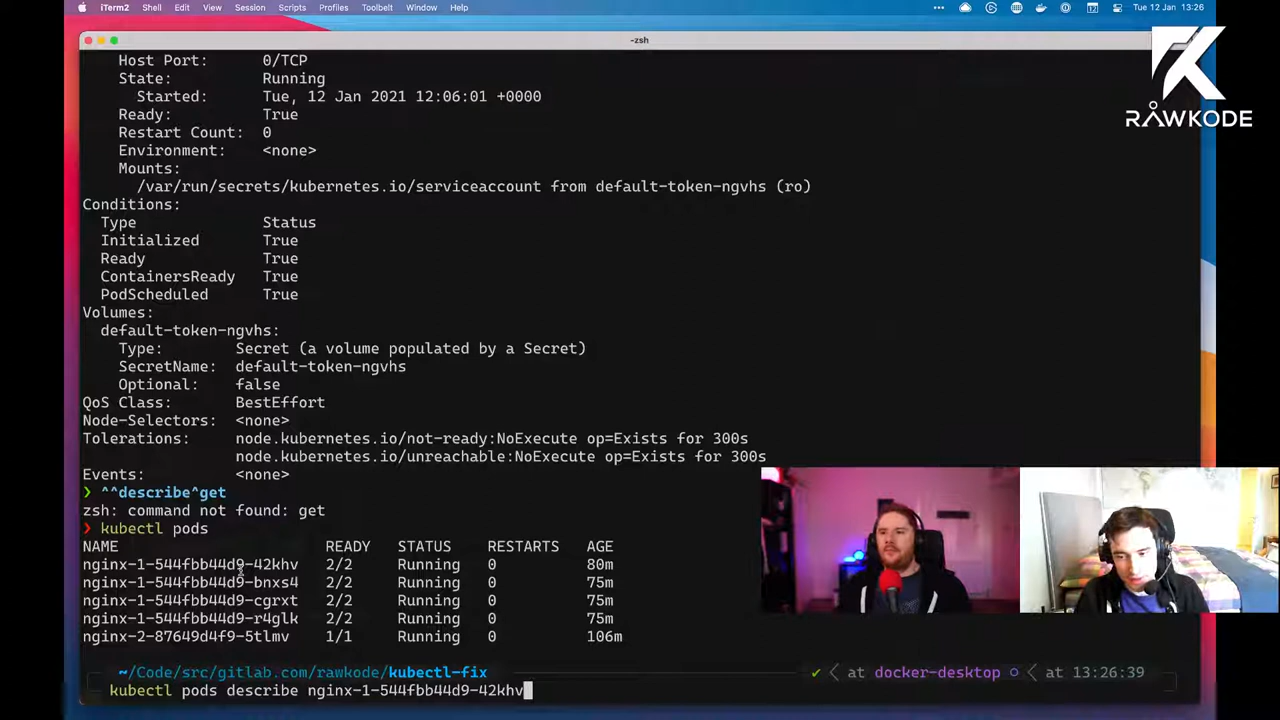 iTerm2 Shell Edit View Session Scripts Profiles Toolbelt Window Help ••• Tue 12 Jan 13:26
-zsh
RAWKODE
Host Port: 0/TCP
State: Running
Started: Tue, 12 Jan 2021 12:06:01 +0000
Ready: True
Restart Count: 0
Environment: <none>
Mounts:
/var/run/secrets/kubernetes.io/serviceaccount from default-token-ngvhs (ro)
Conditions:
Type Status
Initialized True
Ready True
ContainersReady True
PodScheduled True
Volumes:
default-token-ngvhs:
Type: Secret (a volume populated by a Secret)
SecretName: default-token-ngvhs
Optional: false
QoS Class: BestEffort
Node-Selectors: <none>
Tolerations: node.kubernetes.io/not-ready:NoExecute op=Exists for 300s
node.kubernetes.io/unreachable:NoExecute op=Exists for 300s
Events: <none>
❯ ^^describe^get
zsh: command not found: get
❯ kubectl pods
NAME READY STATUS RESTARTS AGE
nginx-1-544fbb44d9-42khv 2/2 Running 0 80m
nginx-1-544fbb44d9-bnxs4 2/2 Running 0 75m
nginx-1-544fbb44d9-cgrxt 2/2 Running 0 75m
nginx-1-544fbb44d9-r4glk 2/2 Running 0 75m
nginx-2-87649d4f9-5tlmv 1/1 Running 0 106m
~/Code/src/gitlab.com/rawkode/kubectl-fix ✔ at docker-desktop at 13:26:39
kubectl pods describe nginx-1-544fbb44d9-42khv